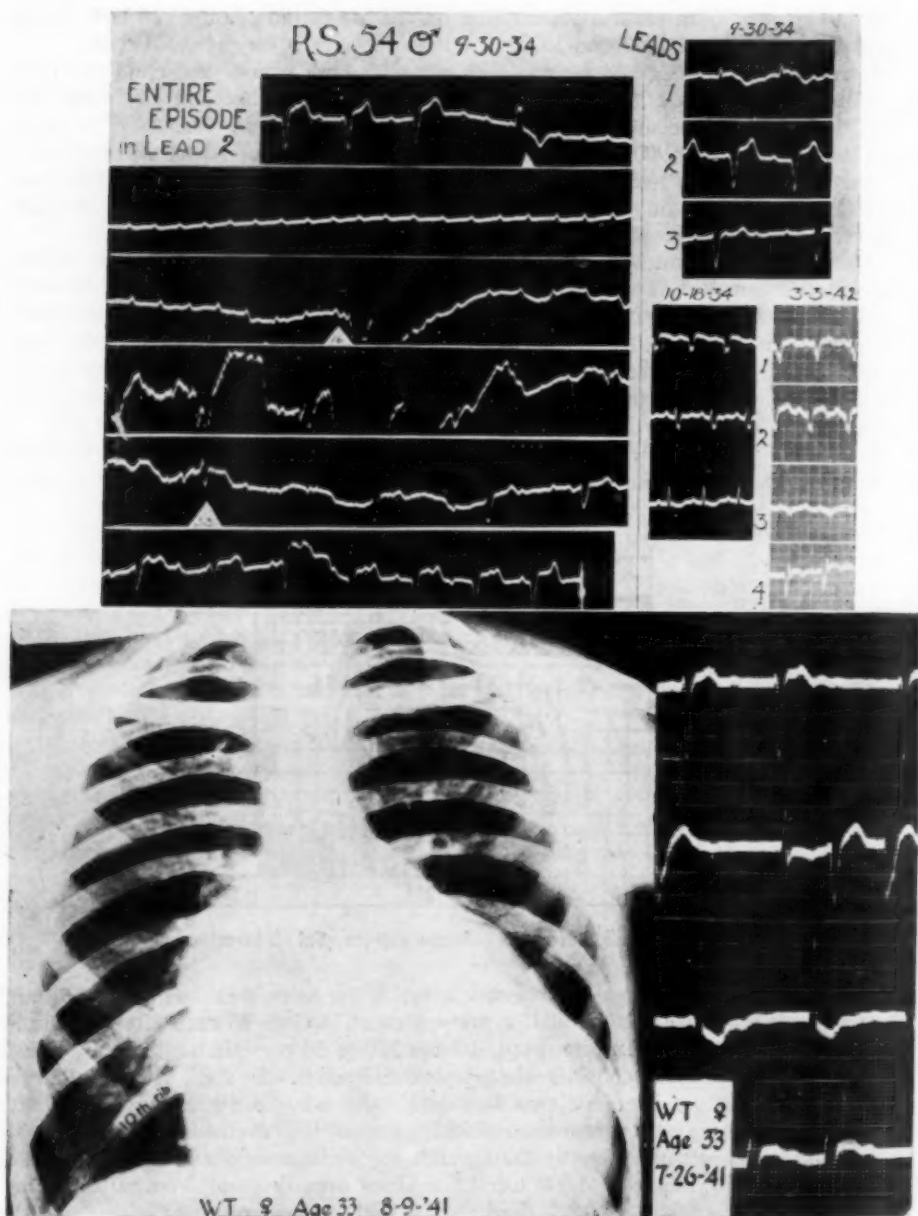 R.S. 54 ♂ 9-30-34
ENTIRE
EPISODE
in LEAD 2
LEADS
9-30-34
1
2
3
10-18-34 3-3-42
1
2
3
4
10th rib
WT ♀ Age 33 8-9-'41
WT ♀
Age 33
7-26-'41